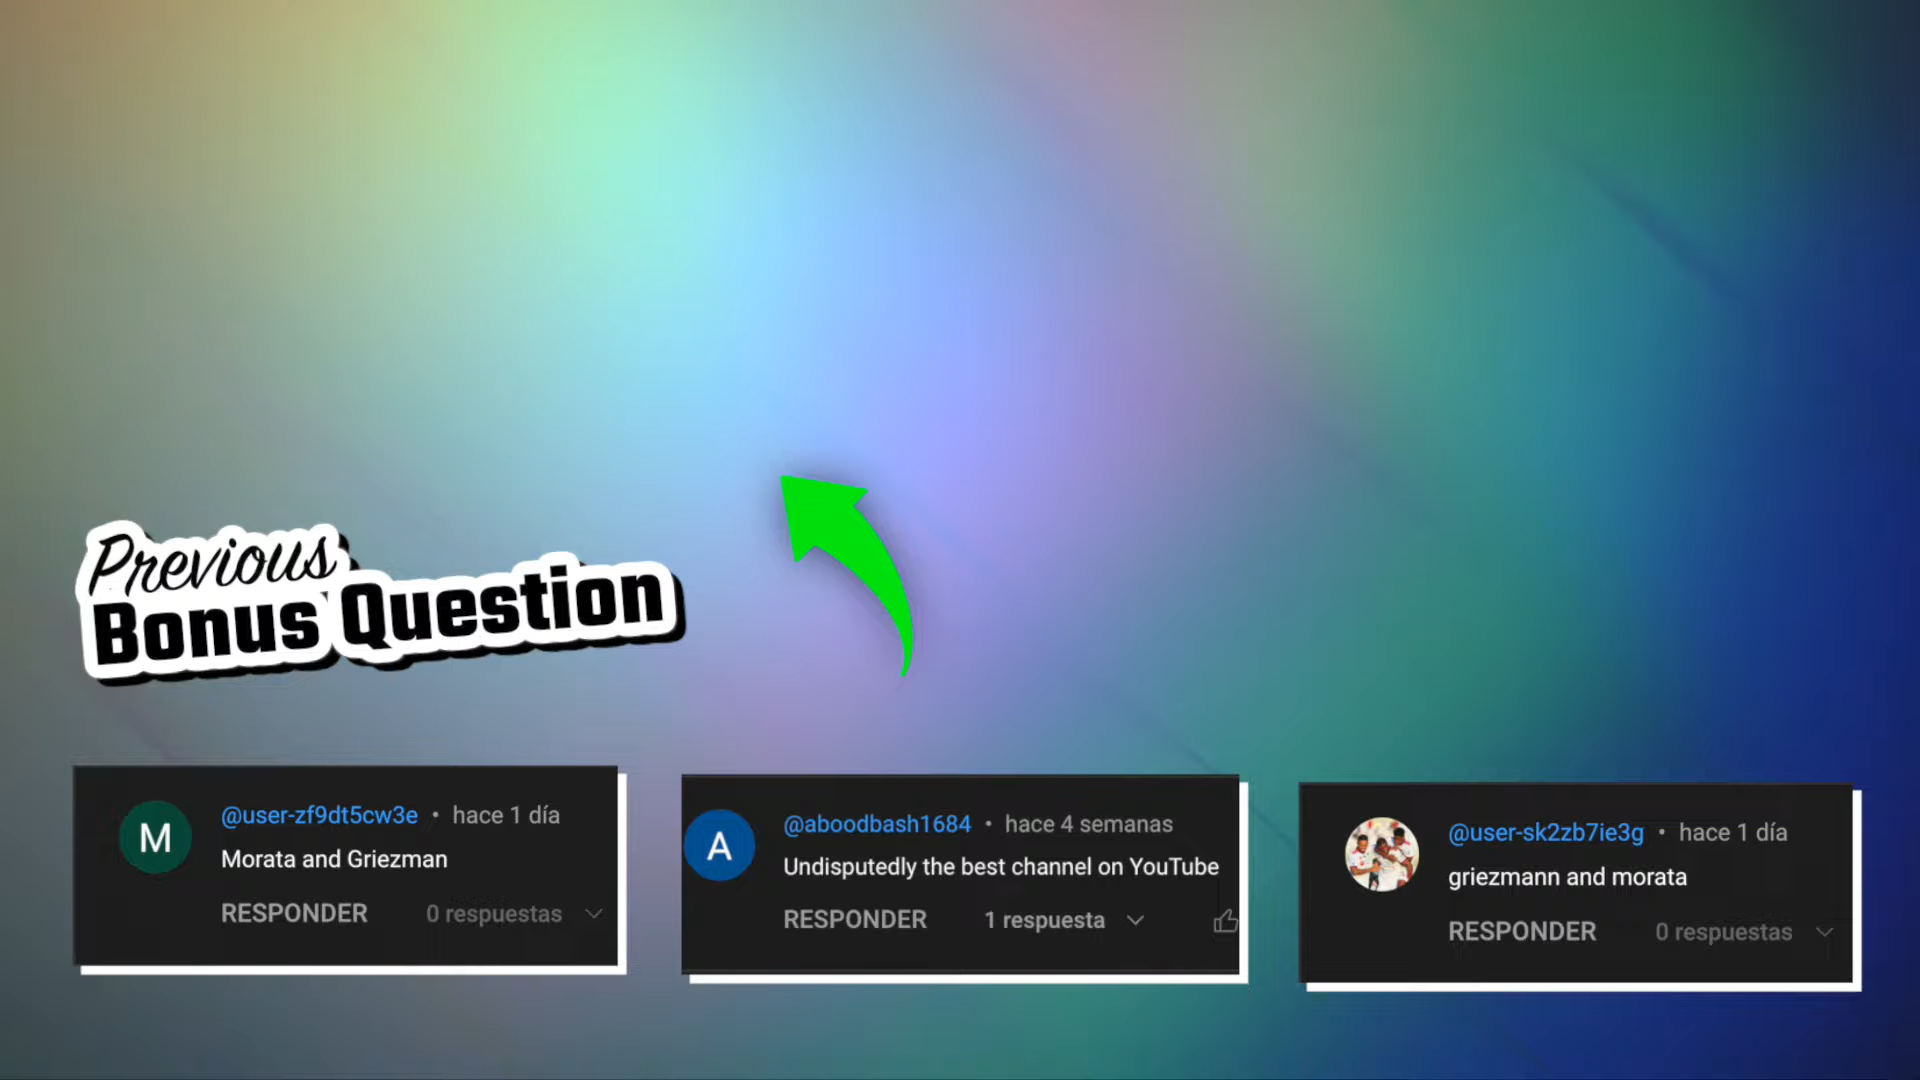 Previous
Bonus Question
M
@user-zf9dt5cw3e • hace 1 día
Morata and Griezman
RESPONDER 0 respuestas
A
@aboodbash1684 • hace 4 semanas
Undisputedly the best channel on YouTube
RESPONDER 1 respuesta
@user-sk2zb7ie3g • hace 1 día
griezmann and morata
RESPONDER 0 respuestas